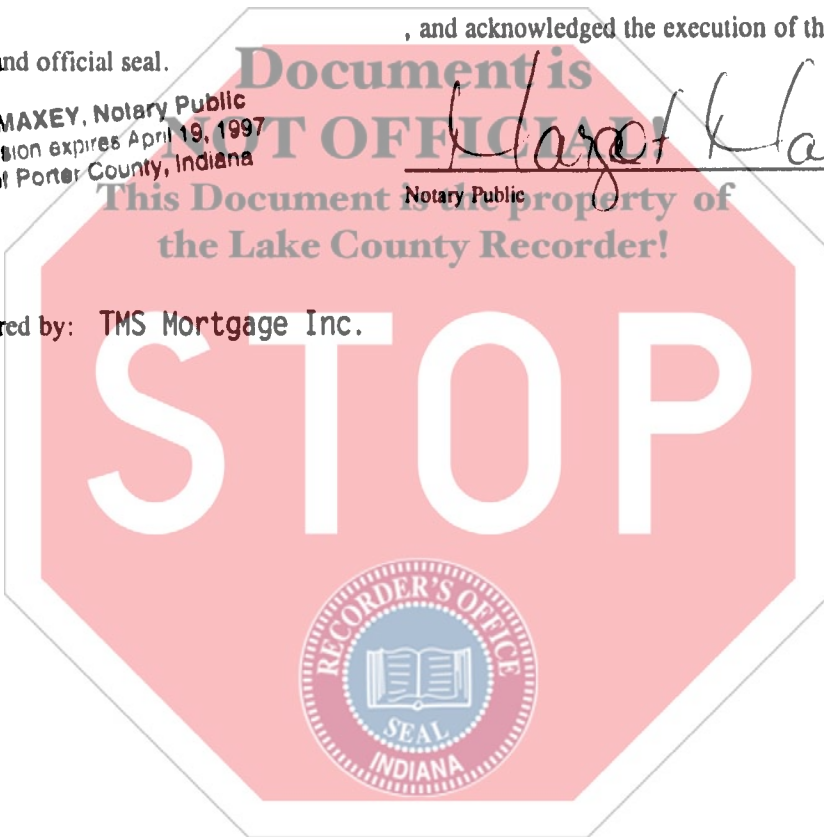 , and acknowledged the execution of th
nd official seal.
Document is
MAXEY, Notary Public
sion expires April 19, 1997
NOT OFFICIAL!
f Porter County, Indiana
Notary Public
This Document is the property of
the Lake County Recorder!
red by: TMS Mortgage Inc.
STOP
RECORDER'S OFFICE
SEAL
INDIANA